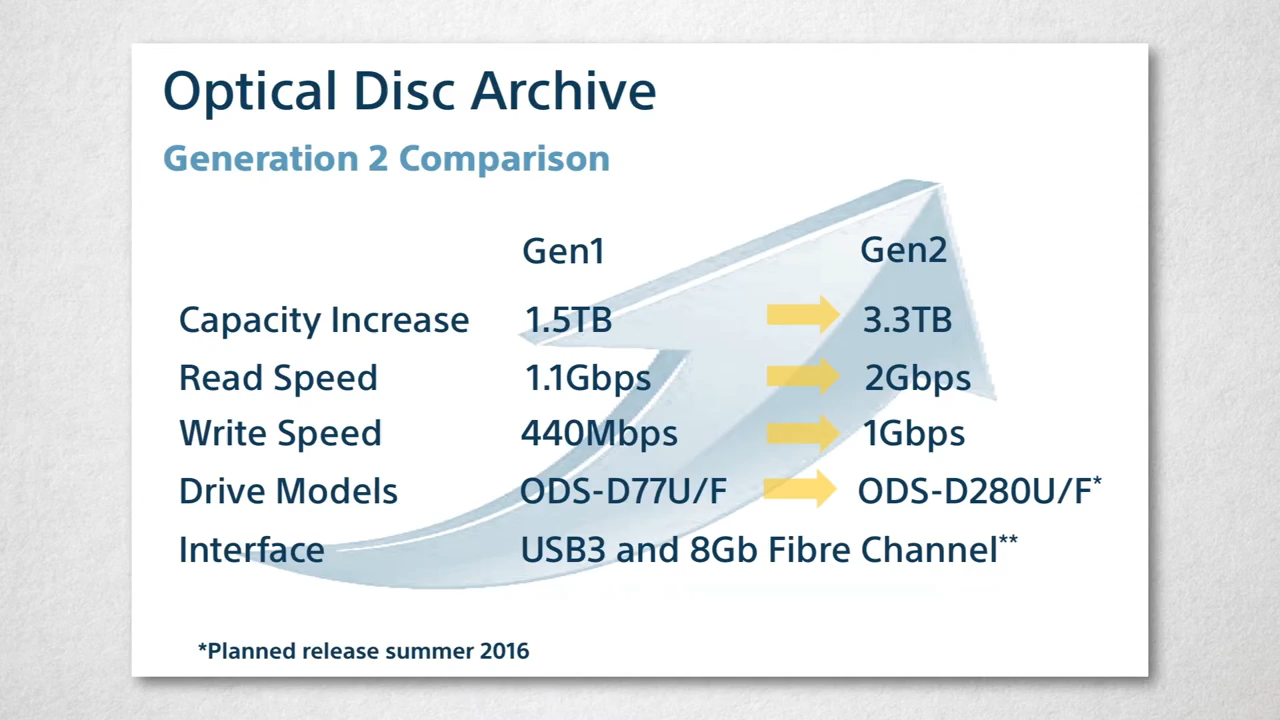 Optical Disc Archive
Generation 2 Comparison
Gen1 Gen2
Capacity Increase 1.5TB 3.3TB
Read Speed 1.1Gbps 2Gbps
Write Speed 440Mbps 1Gbps
Drive Models ODS-D77U/F ODS-D280U/F*
Interface USB3 and 8Gb Fibre Channel**
*Planned release summer 2016